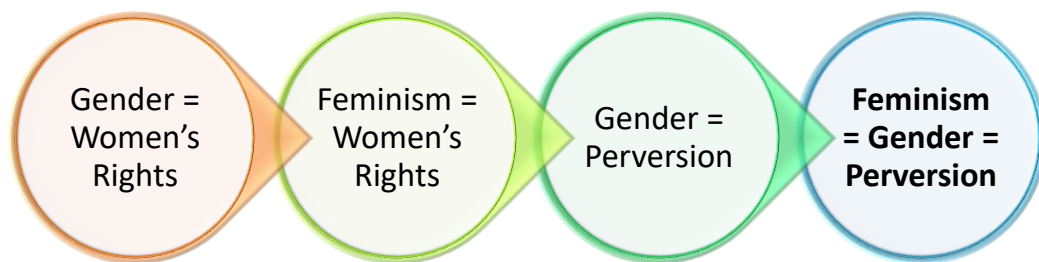 Gender =
Women’s
Rights
Feminism =
Women’s
Rights
Gender =
Perversion
Feminism
= Gender =
Perversion